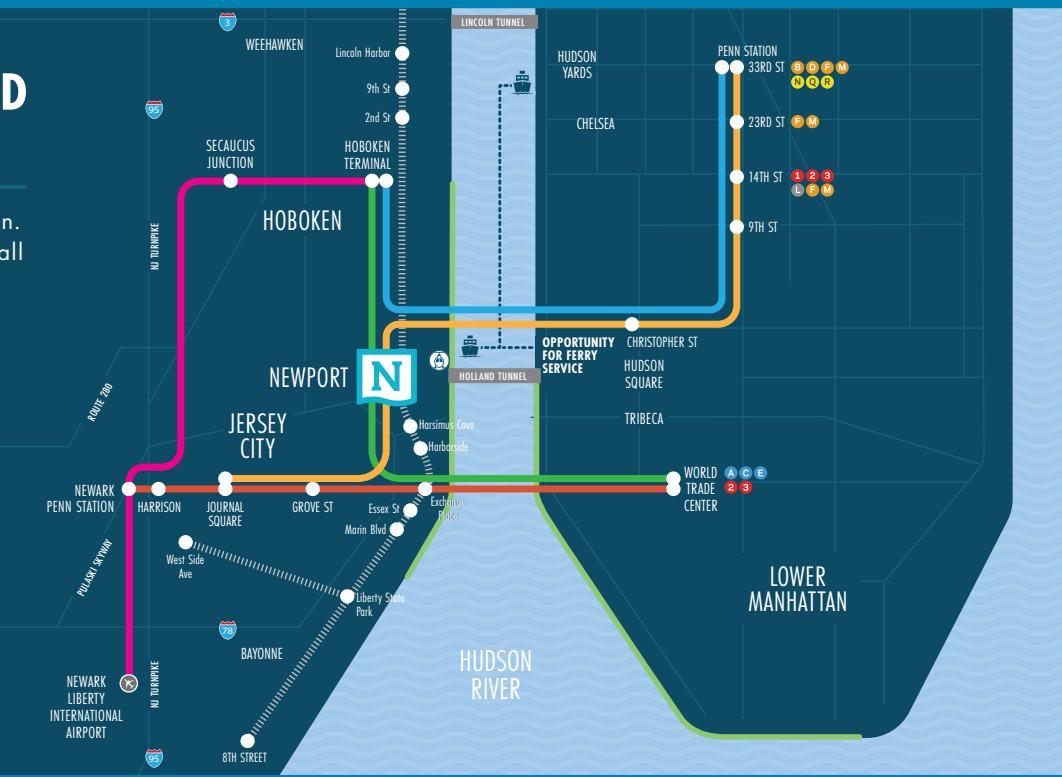 D
n.
all
3
WEEHAWKEN
95
SECAUCUS
JUNCTION
HOBOKEN
TERMINAL
HOBOKEN
Lincoln Harbor
9th St
2nd St
LINCOLN TUNNEL
HUDSON
YARDS
CHELSEA
PENN STATION
33RD ST B D F M
N Q R
23RD ST F M
14TH ST 1 2 3
L F M
9TH ST
NJ TURNPIKE
ROUTE 280
NEWPORT
N
OPPORTUNITY
FOR FERRY
SERVICE
CHRISTOPHER ST
HUDSON
SQUARE
HOLLAND TUNNEL
TRIBECA
JERSEY
CITY
Harsimus Cove
Harborside
NEWARK
PENN STATION
HARRISON
JOURNAL
SQUARE
GROVE ST
Essex St
Exchange
Place
Marin Blvd
WORLD
TRADE
CENTER
A C E
2 3
PULASKI SKYWAY
West Side
Ave
Liberty State
Park
78
BAYONNE
LOWER
MANHATTAN
HUDSON
RIVER
NEWARK
LIBERTY
INTERNATIONAL
AIRPORT
NJ TURNPIKE
95
8TH STREET